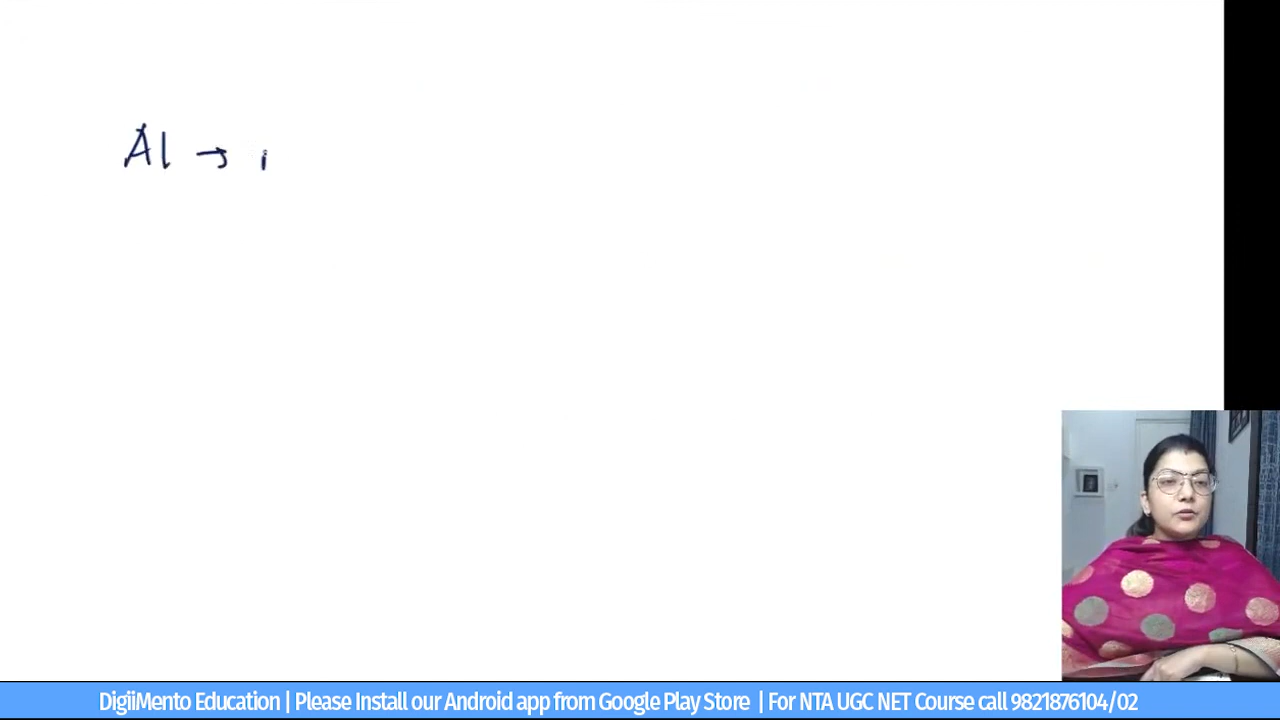 Al → i
DigiiMento Education | Please Install our Android app from Google Play Store | For NTA UGC NET Course call 9821876104/02